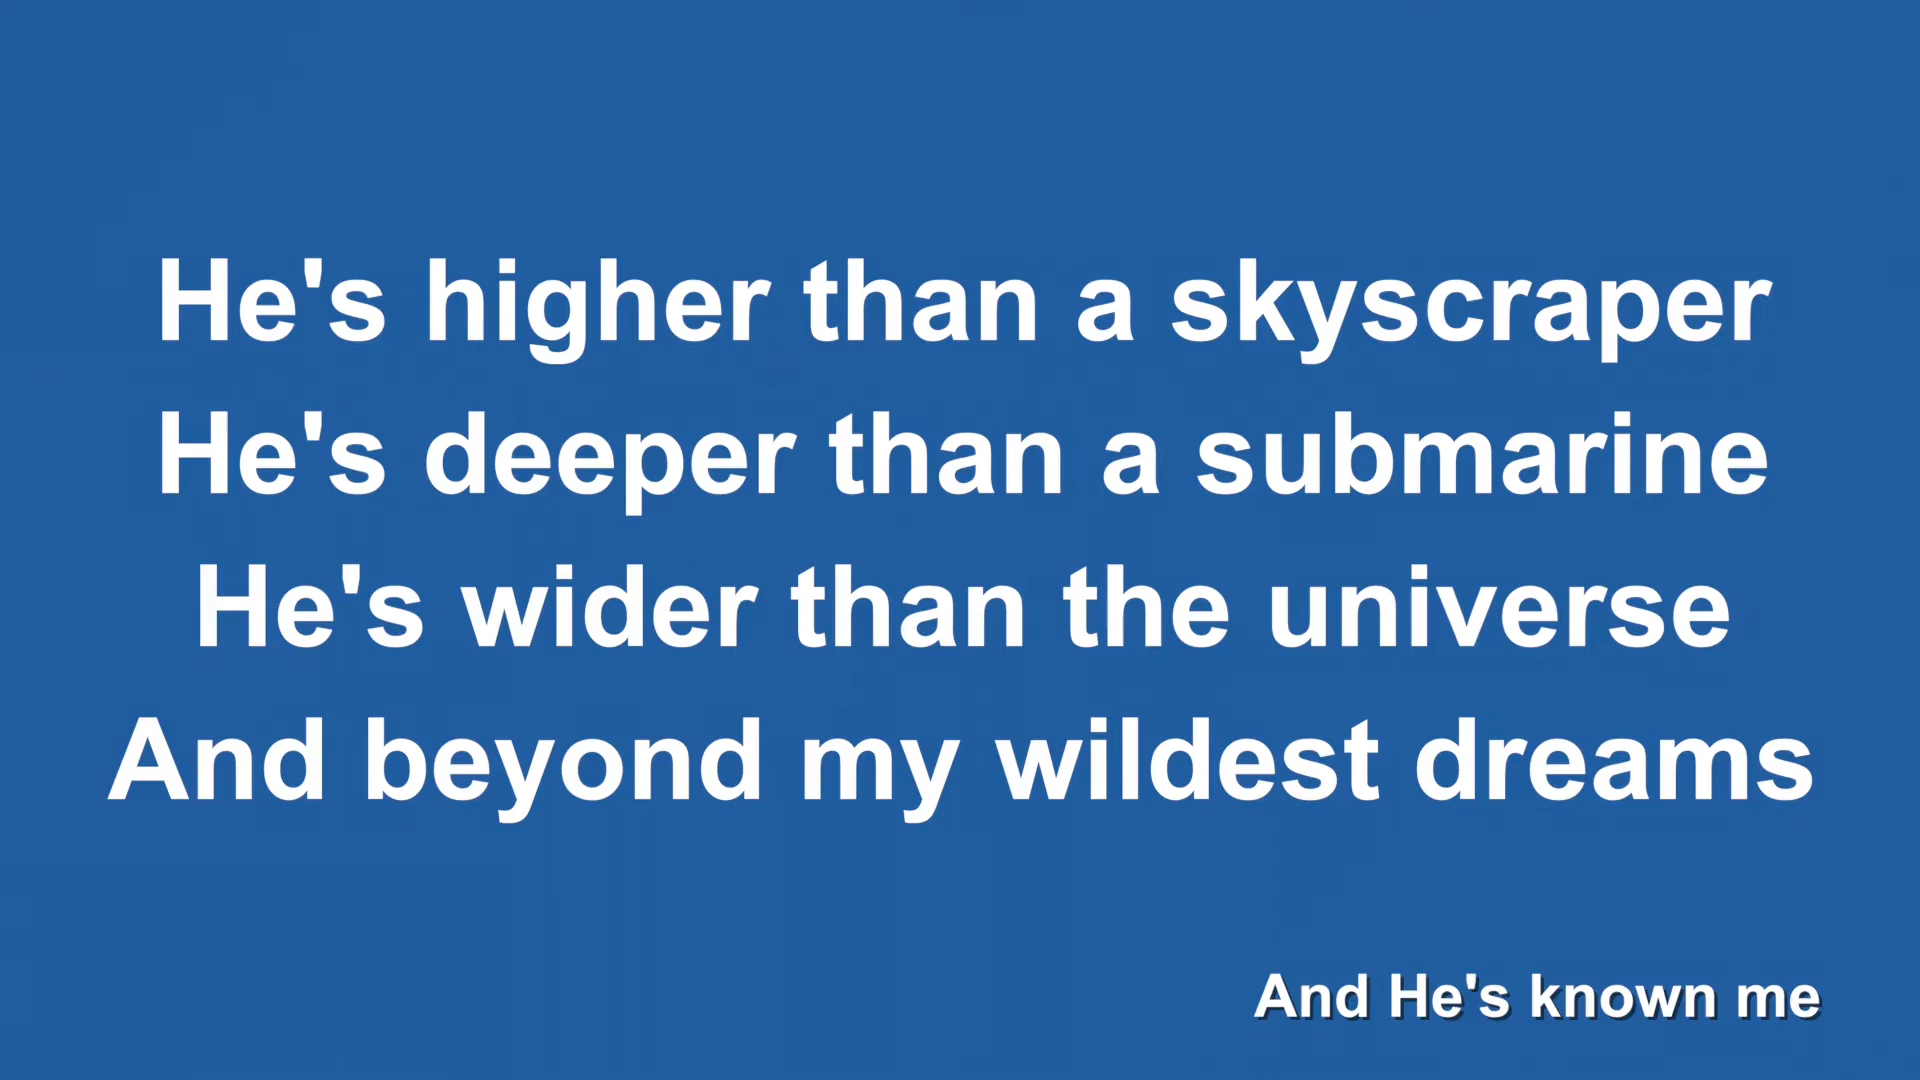 He's higher than a skyscraper
He's deeper than a submarine
He's wider than the universe
And beyond my wildest dreams
And He's known me